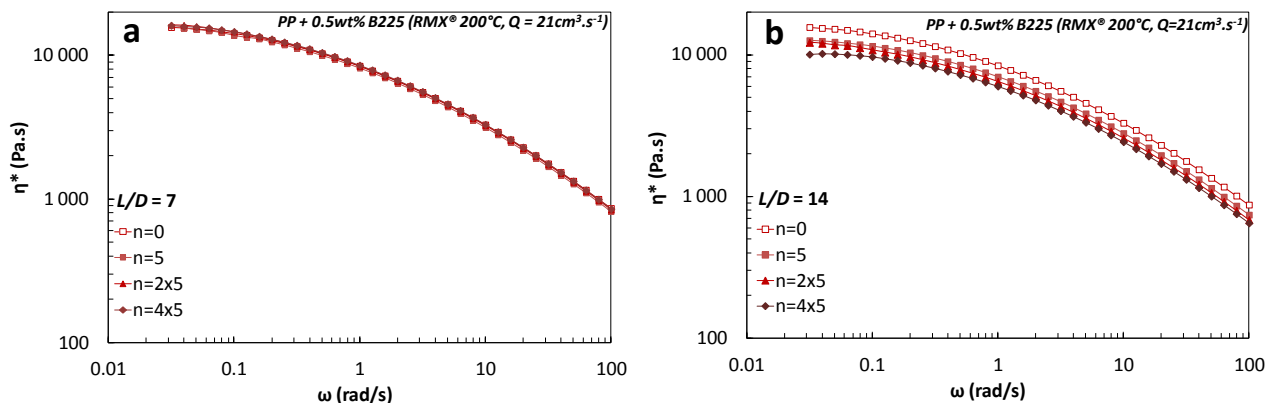 a
PP + 0.5wt% B225 (RMX® 200°C, Q = 21cm³.s⁻¹)
10 000
1 000
100
η* (Pa.s)
L/D = 7
n=0
n=5
n=2x5
n=4x5
0.01 0.1 1 10 100
ω (rad/s)
b
PP + 0.5wt% B225 (RMX® 200°C, Q=21cm³.s⁻¹)
10 000
1 000
100
η* (Pa.s)
L/D = 14
n=0
n=5
n=2x5
n=4x5
0.01 0.1 1 10 100
ω (rad/s)